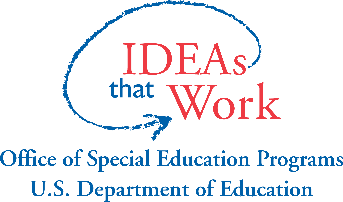 IDEAs
that Work
Office of Special Education Programs
U.S. Department of Education